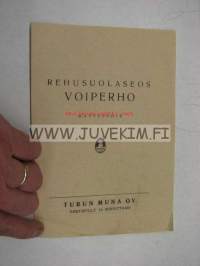 REHUSUOLASEOS
VOIPERHO
WWW.JUVEKIM.FI
TURUN MUNA OY.